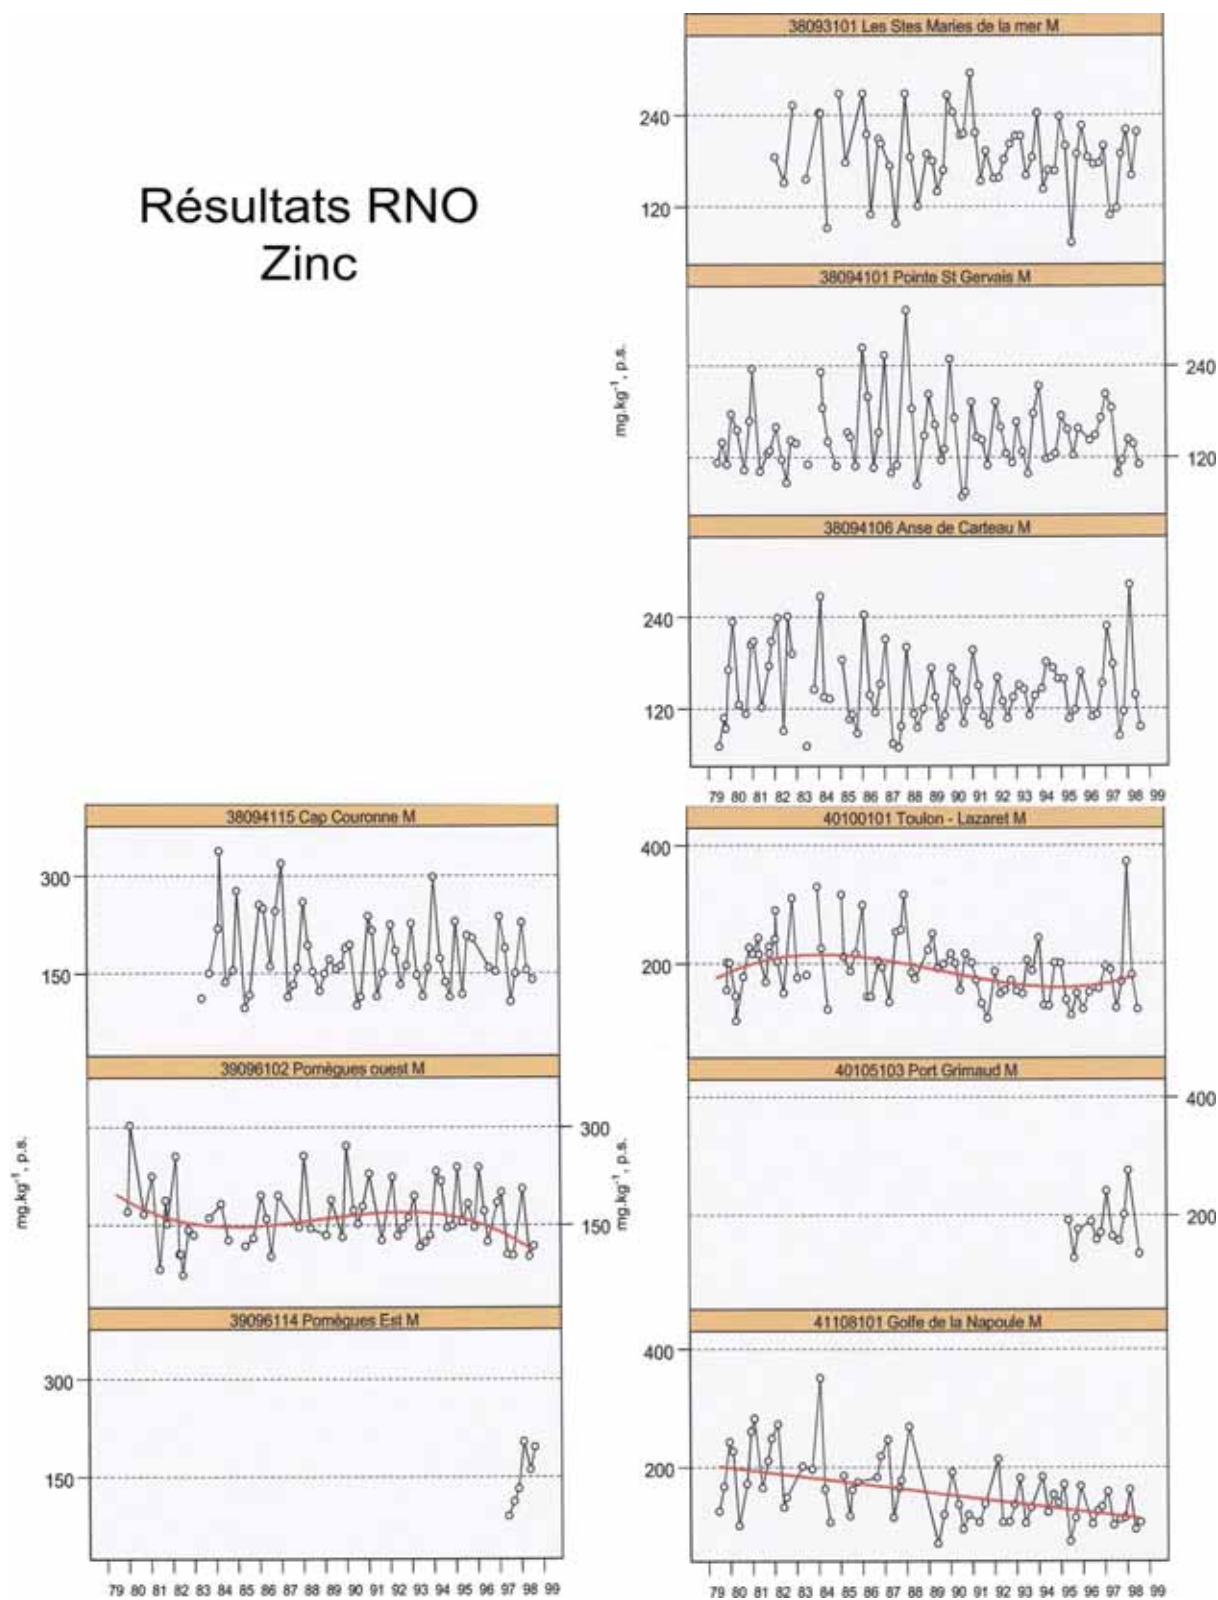 Résultats RNO
Zinc
38093101 Les Stes Maries de la mer M
240
120
38094101 Pointe St Gervais M
mg.kg⁻¹, p.s.
240
120
38094106 Anse de Carteau M
240
120
79 80 81 82 83 84 85 86 87 88 89 90 91 92 93 94 95 96 97 98 99
38094115 Cap Couronne M
300
150
39096102 Pomègues ouest M
mg.kg⁻¹, p.s.
300
150
39096114 Pomègues Est M
300
150
79 80 81 82 83 84 85 86 87 88 89 90 91 92 93 94 95 96 97 98 99
40100101 Toulon - Lazaret M
400
200
40105103 Port Grimaud M
mg.kg⁻¹, p.s.
400
200
41108101 Golfe de la Napoule M
400
200
79 80 81 82 83 84 85 86 87 88 89 90 91 92 93 94 95 96 97 98 99